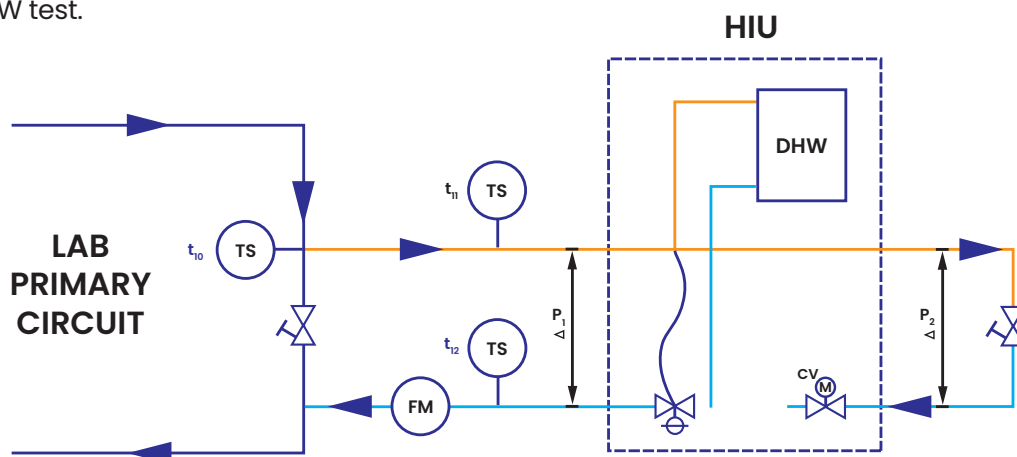 W test.
HIU
DHW
t11 TS
t10 TS
LAB
PRIMARY
CIRCUIT
P1 Δ
P2 Δ
t12 TS
CV
M
FM